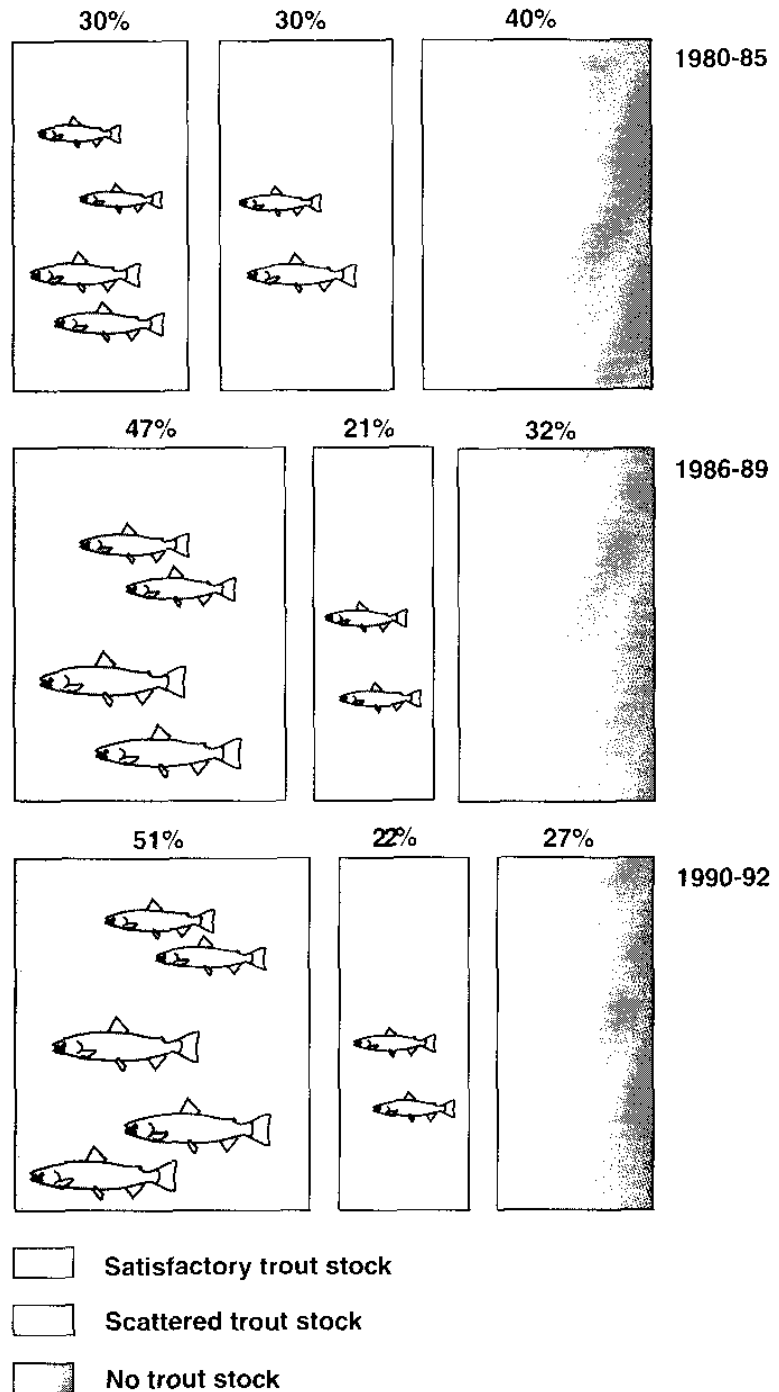 30% 30% 40%
1980-85
47% 21% 32%
1986-89
51% 22% 27%
1990-92
Satisfactory trout stock
Scattered trout stock
No trout stock